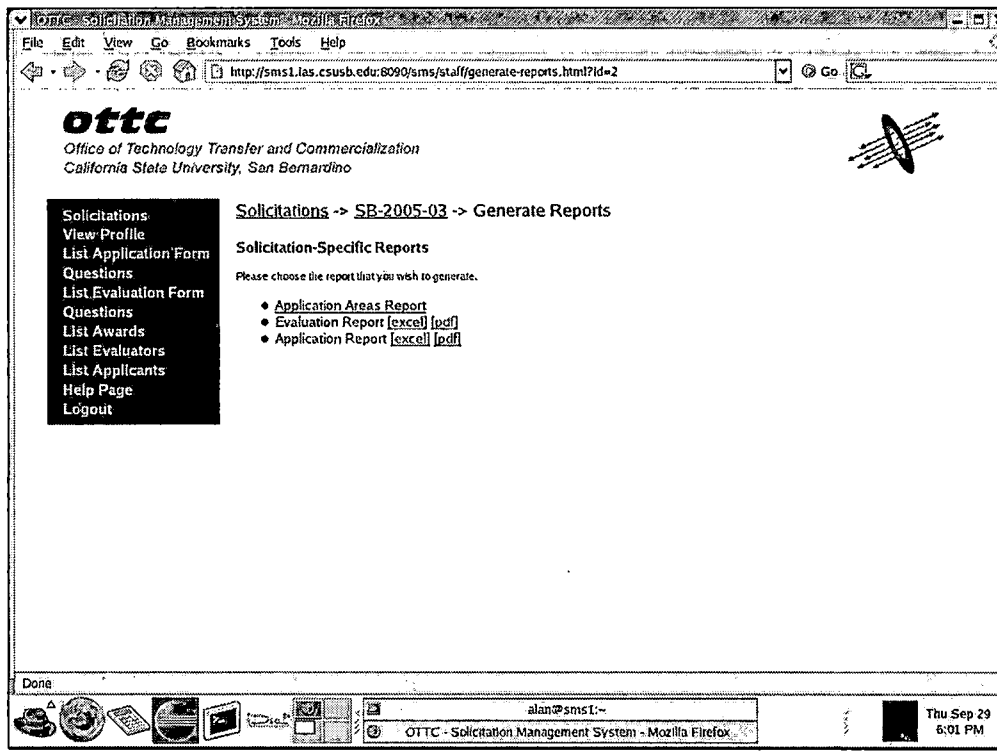 OTTC - Solicitation Management System - Mozilla Firefox
File Edit View Go Bookmarks Tools Help
http://sms1.las.csusb.edu:8090/sms/staff/generate-reports.html?id=2
Go
ottc
Office of Technology Transfer and Commercialization
California State University, San Bernardino
Solicitations
View Profile
List Application Form
Questions
List Evaluation Form
Questions
List Awards
List Evaluators
List Applicants
Help Page
Logout
Solicitations -> SB-2005-03 -> Generate Reports
Solicitation-Specific Reports
Please choose the report that you wish to generate.
• Application Areas Report
• Evaluation Report [excel] [pdf]
• Application Report [excel] [pdf]
Done
alan@sms1:~
OTTC - Solicitation Management System - Mozilla Firefox
Thu Sep 29
6:01 PM